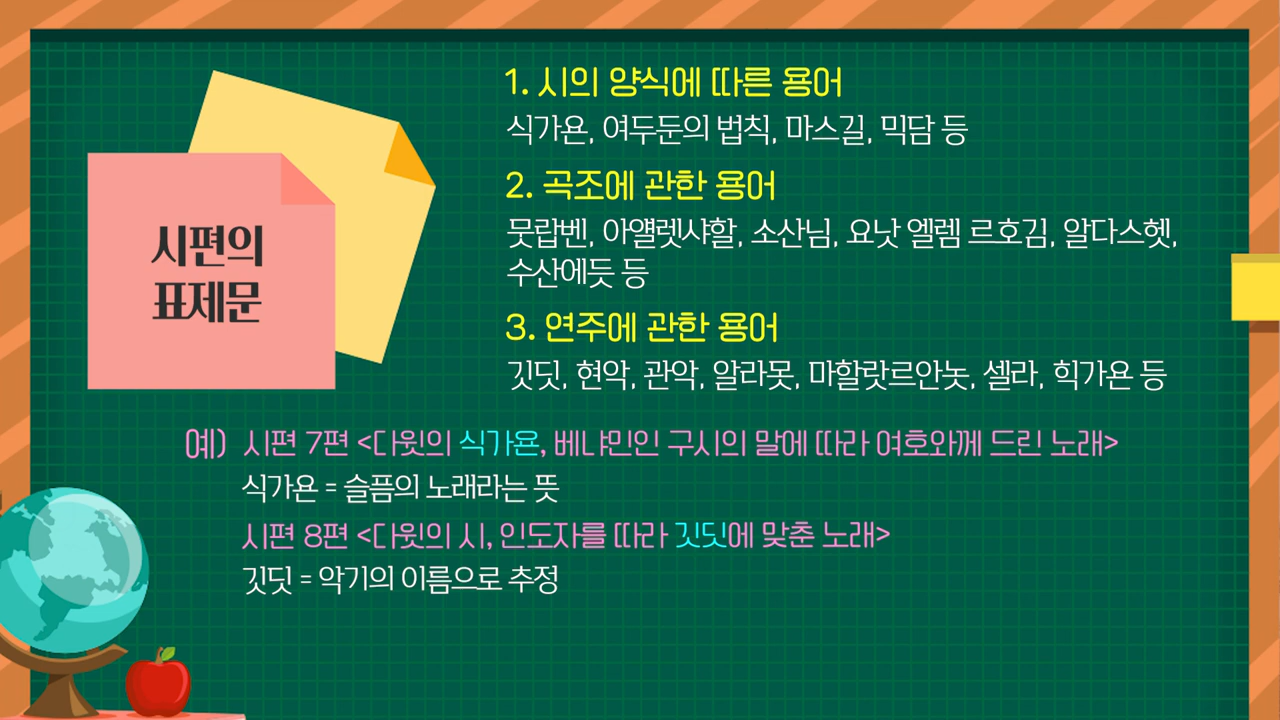 시편의
표제문
1. 시의 양식에 따른 용어
식가욘, 여두둔의 법칙, 마스길, 믹담 등
2. 곡조에 관한 용어
뭇랍벤, 아앨렛샤할, 소산님, 요낫 엘렘 르호김, 알다스헷,
수산에듯 등
3. 연주에 관한 용어
깃딧, 현악, 관악, 알라못, 마할랏르안놋, 셀라, 힉가욘 등
예) 시편 7편 <다윗의 식가욘, 베냐민인 구시의 말에 따라 여호와께 드린 노래>
식가욘 = 슬픔의 노래라는 뜻
시편 8편 <다윗의 시, 인도자를 따라 깃딧에 맞춘 노래>
깃딧 = 악기의 이름으로 추정